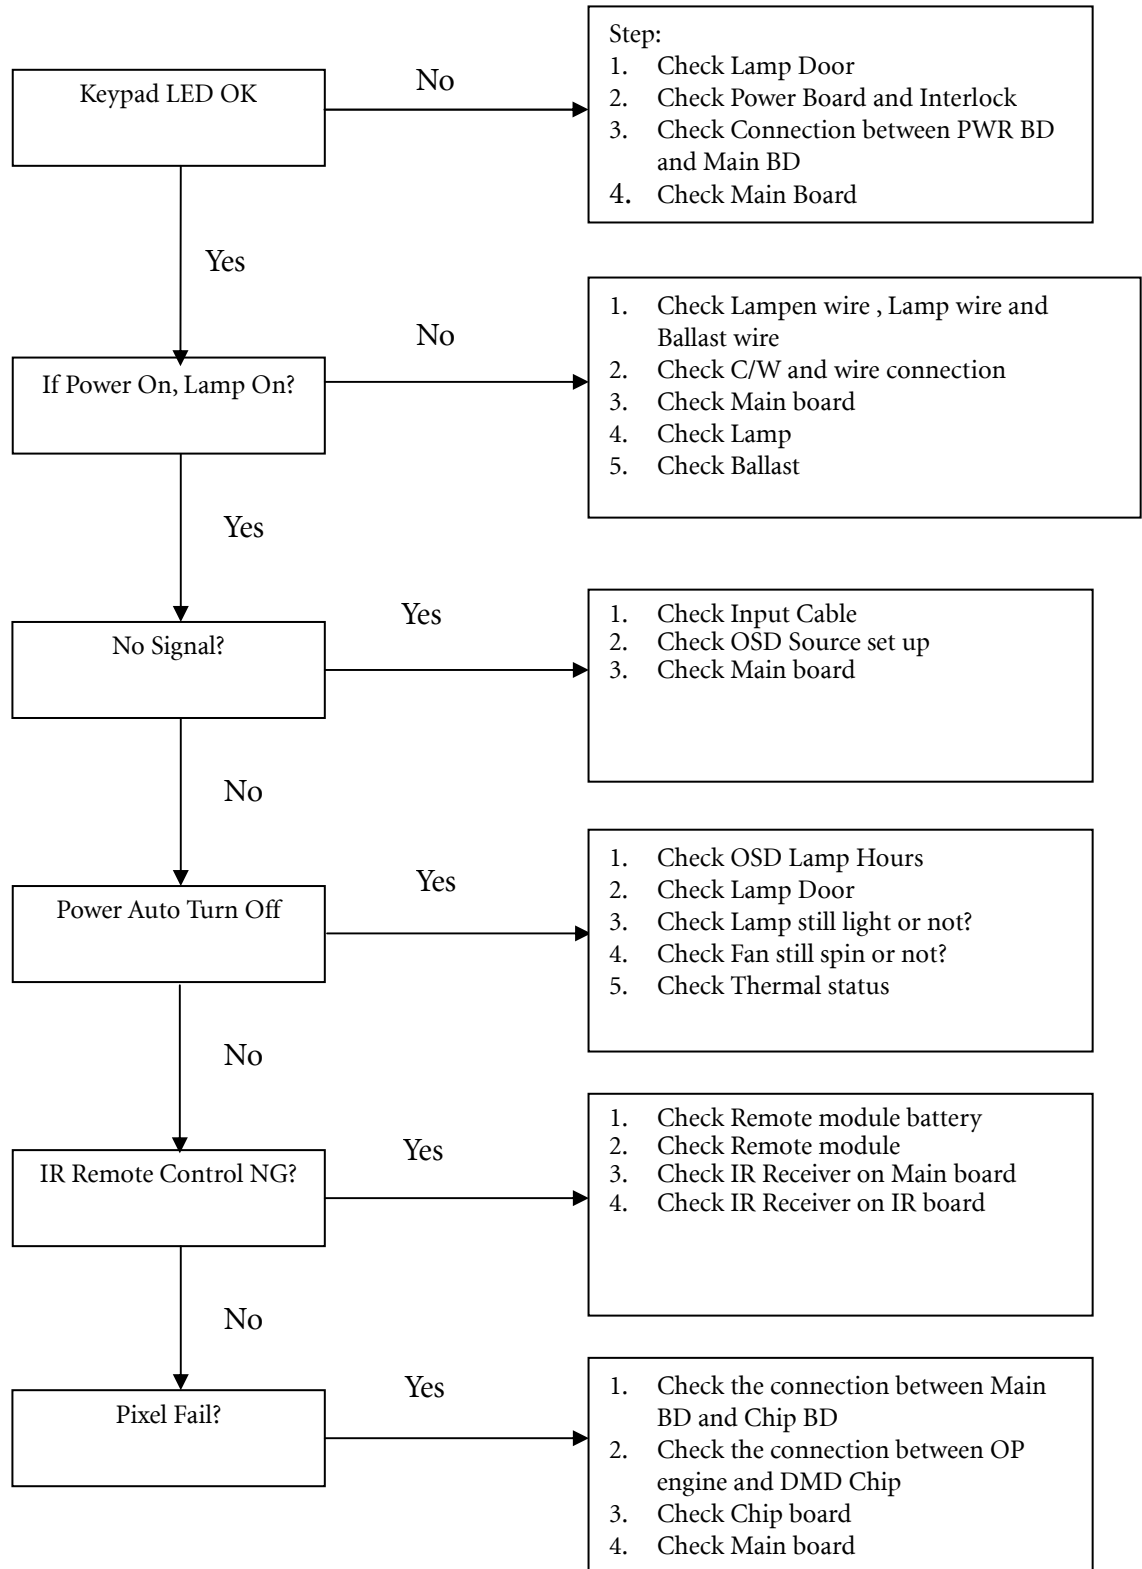 Keypad LED OK
No
Step:
1. Check Lamp Door
2. Check Power Board and Interlock
3. Check Connection between PWR BD
and Main BD
4. Check Main Board
Yes
If Power On, Lamp On?
No
1. Check Lampen wire , Lamp wire and
Ballast wire
2. Check C/W and wire connection
3. Check Main board
4. Check Lamp
5. Check Ballast
Yes
No Signal?
Yes
1. Check Input Cable
2. Check OSD Source set up
3. Check Main board
No
Power Auto Turn Off
Yes
1. Check OSD Lamp Hours
2. Check Lamp Door
3. Check Lamp still light or not?
4. Check Fan still spin or not?
5. Check Thermal status
No
IR Remote Control NG?
Yes
1. Check Remote module battery
2. Check Remote module
3. Check IR Receiver on Main board
4. Check IR Receiver on IR board
No
Pixel Fail?
Yes
1. Check the connection between Main
BD and Chip BD
2. Check the connection between OP
engine and DMD Chip
3. Check Chip board
4. Check Main board